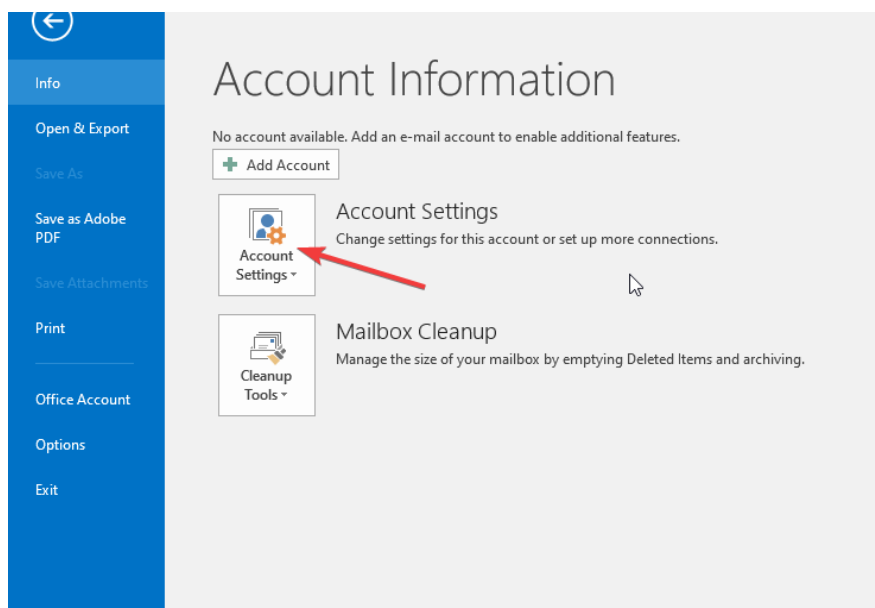 Info
Open & Export
Save As
Save as Adobe
PDF
Save Attachments
Print
Office Account
Options
Exit
Account Information
No account available. Add an e-mail account to enable additional features.
Add Account
Account
Settings
Account Settings
Change settings for this account or set up more connections.
Cleanup
Tools
Mailbox Cleanup
Manage the size of your mailbox by emptying Deleted Items and archiving.